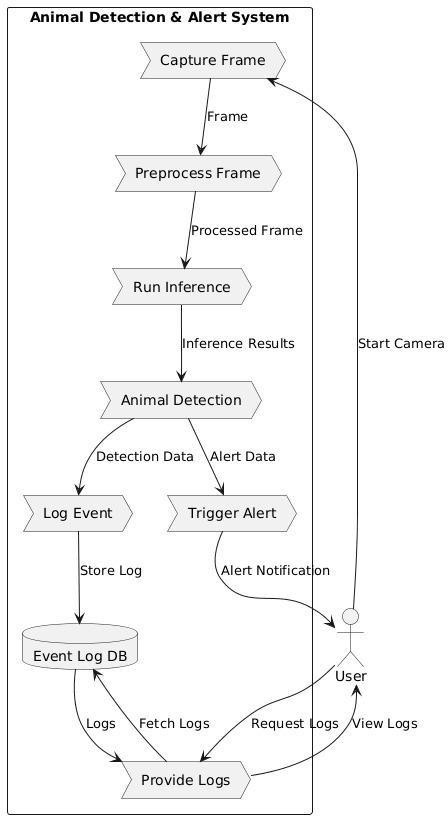 Animal Detection & Alert System
Capture Frame
Frame
Preprocess Frame
Processed Frame
Run Inference
Inference Results
Start Camera
Animal Detection
Detection Data
Alert Data
Log Event
Trigger Alert
Store Log
Alert Notification
Event Log DB
User
Logs
Fetch Logs
Request Logs
View Logs
Provide Logs